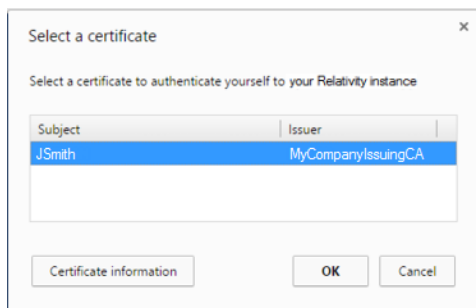 Select a certificate
Select a certificate to authenticate yourself to your Relativity instance
Subject Issuer
JSmith MyCompanyIssuingCA
Certificate information OK Cancel